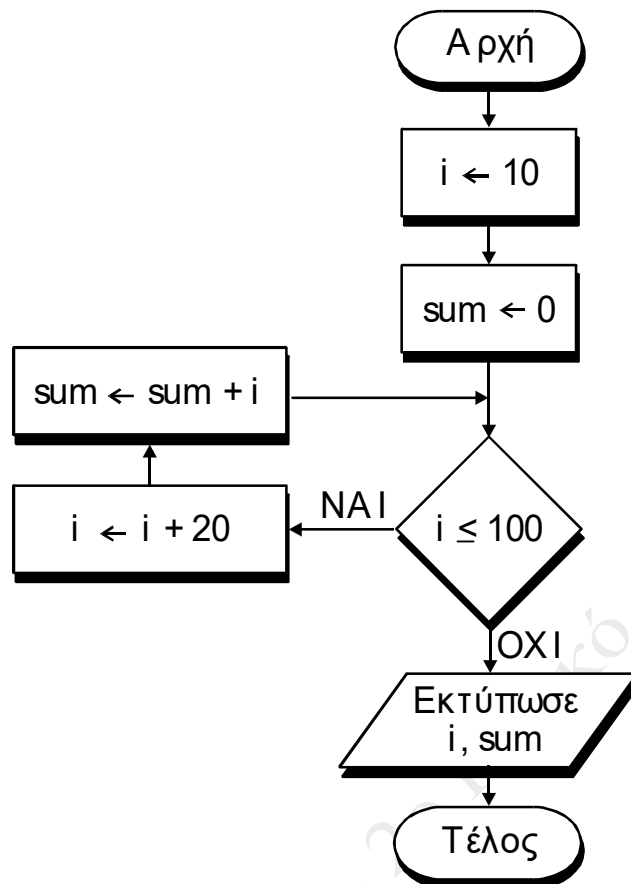 Αρχή
i ← 10
sum ← 0
sum ← sum + i
i ← i + 20
ΝΑΙ
i ≤ 100
ΟΧΙ
Εκτύπωσε
i, sum
Τέλος